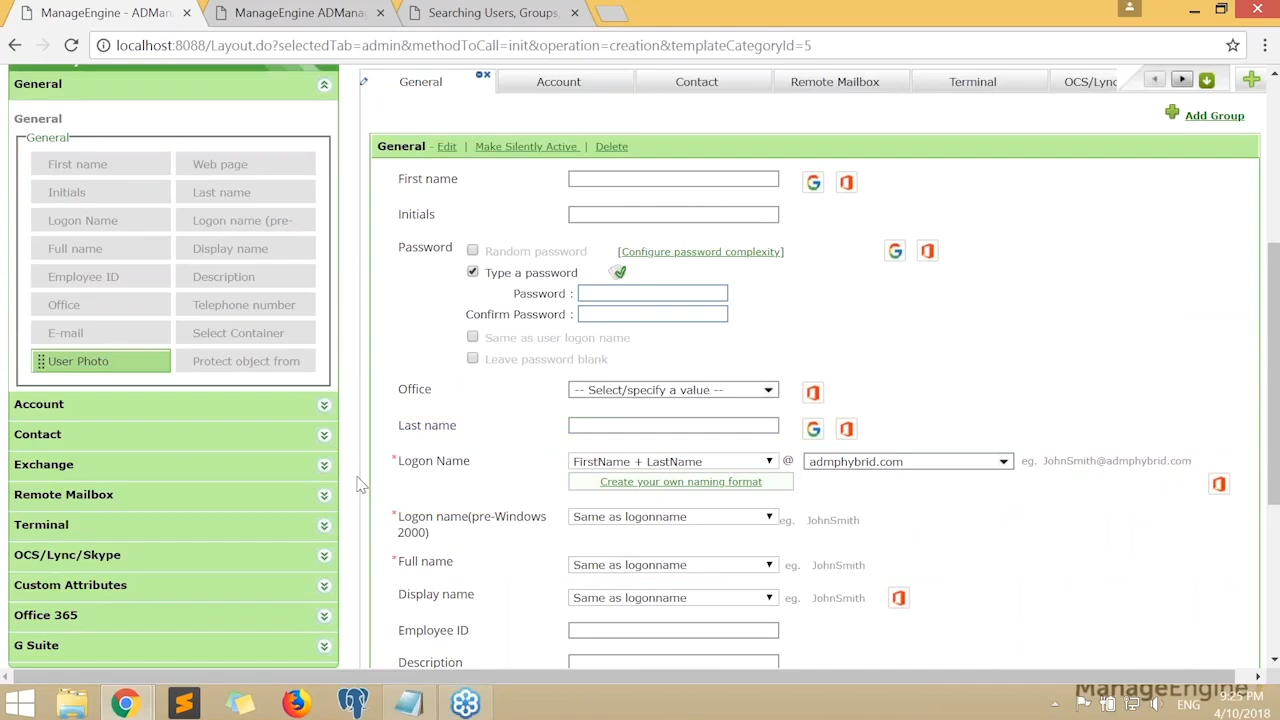 ManageEngine - ADMan
ManageEngine ADManag
Searching Users, Groups,
localhost:8088/Layout.do?selectedTab=admin&methodToCall=init&operation=creation&templateCategoryId=5
General
General
General
First name
Web page
Initials
Last name
Logon Name
Logon name (pre-
Full name
Display name
Employee ID
Description
Office
Telephone number
E-mail
Select Container
User Photo
Protect object from
Account
Contact
Exchange
Remote Mailbox
Terminal
OCS/Lync/Skype
Custom Attributes
Office 365
G Suite
General
Account
Contact
Remote Mailbox
Terminal
OCS/Lync
Add Group
General - Edit | Make Silently Active | Delete
First name
Initials
Password
Random password [Configure password complexity]
Type a password
Password :
Confirm Password :
Same as user logon name
Leave password blank
Office
-- Select/specify a value --
Last name
* Logon Name
FirstName + LastName
@
admphybrid.com
eg. JohnSmith@admphybrid.com
Create your own naming format
* Logon name(pre-Windows
2000)
Same as logonname
eg. JohnSmith
* Full name
Same as logonname
eg. JohnSmith
Display name
Same as logonname
eg. JohnSmith
Employee ID
Description
ManageEngine
ENG
9:25 PM
4/10/2018